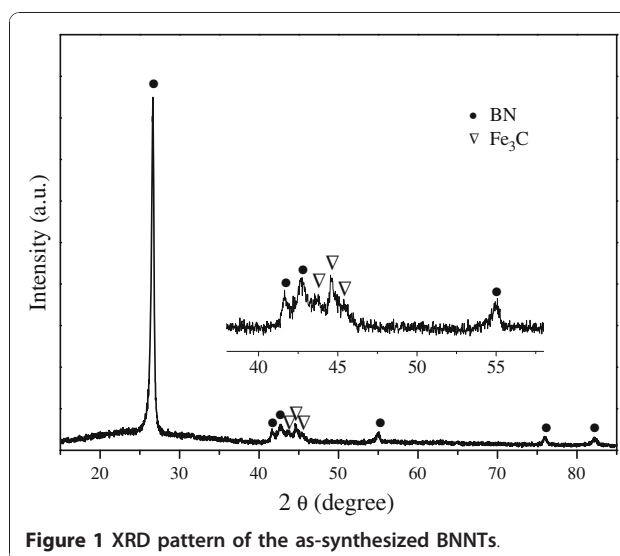 ● BN
▽ Fe₃C
Intensity (a.u.)
40 45 50 55
20 30 40 50 60 70 80
2 θ (degree)
Figure 1 XRD pattern of the as-synthesized BNNTs.